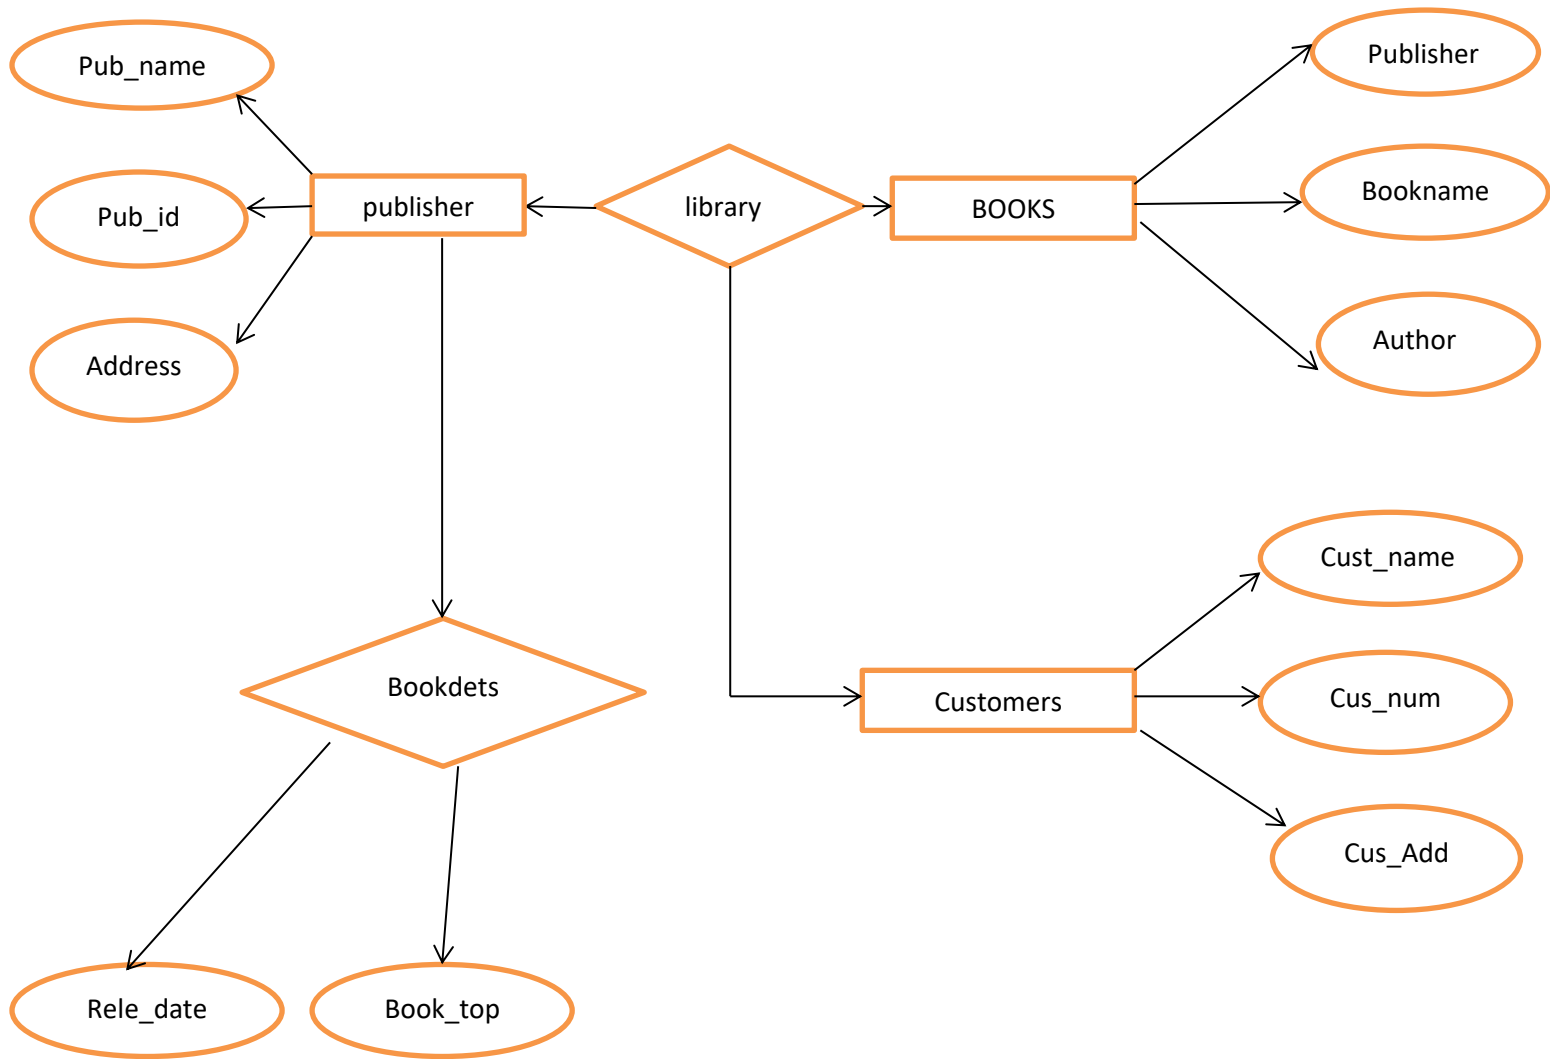 Pub_name
Publisher
Pub_id
publisher
library
BOOKS
Bookname
Address
Author
Cust_name
Bookdets
Customers
Cus_num
Cus_Add
Rele_date
Book_top